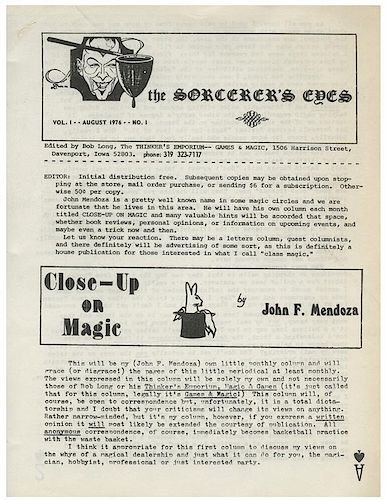 the SORCERER'S EYES
VOL. 1 -- AUGUST 1976 -- NO. 1
Edited by Bob Long, The THINKER'S EMPORIUM-- GAMES & MAGIC, 1506 Harrison Street,
Davenport, Iowa 52803. phone: 319 323-7117
EDITOR: Initial distribution free. Subsequent copies may be obtained upon stop-
ping at the store, mail order purchase, or sending $6 for a subscription. Other-
wise 50¢ per copy.
John Mendoza is a pretty well known name in some magic circles and we are
fortunate that he lives in this area. He will have his own column each month
titled CLOSE-UP ON MAGIC and many valuable hints will be accorded that space,
whether book reviews, personal opinions, or information on upcoming events, and
maybe even a trick now and then.
Let us know your reaction. There may be a letters column, guest columnists,
and there definitely will be advertising of some sort, as this is definitely a
house publication for those interested in what I call "class magic."
Close-Up
on
Magic
by
John F. Mendoza
This will be my (John F. Mendoza) own little monthly column and will
grace (or disgrace!) the pages of this little periodical at least monthly.
The views expressed in this column will be solely my own and not necessarily
those of Bob Long or his Thinker's Emporium, Magic & Games (it's just called
that for this column, legally it's Games & Magic!) This column will, of
course, be open to correspondence but, unfortunately, it is a total dicta-
torship and I doubt that your criticisms will change its views on anything.
Rather narrow-minded, but it's my column, however, if you express a written
opinion it will most likely be extended the courtesy of publication. All
anonymous correspondence, of course, immediately becomes basketball practice
with the waste basket.
I think it appropriate for this first column to discuss my views on
the whys of a magical dealership and just what it can do for you, the magi-
cian, hobbyist, professional or just interested party.
A